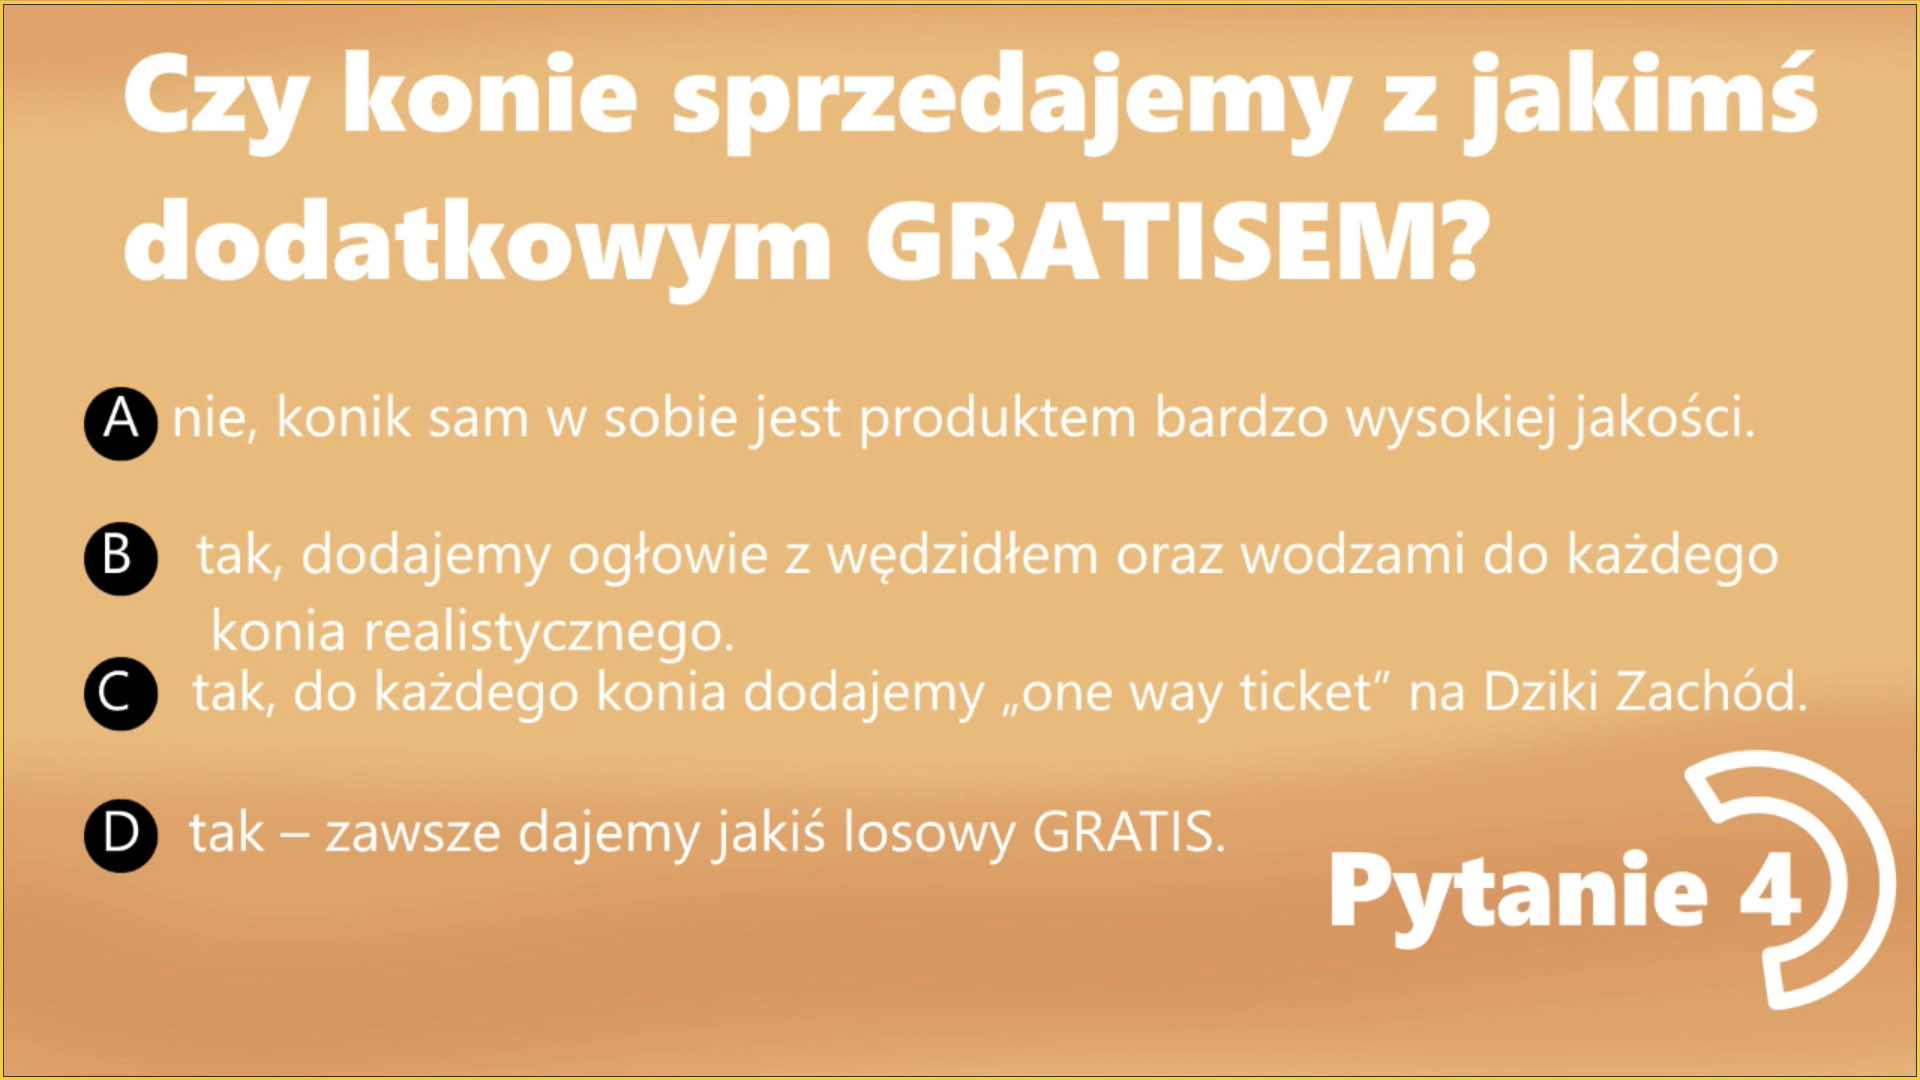 Czy konie sprzedajemy z jakimś
dodatkowym GRATISEM?
A nie, konik sam w sobie jest produktem bardzo wysokiej jakości.
B tak, dodajemy ogłowie z wędzidłem oraz wodzami do każdego
konia realistycznego.
C tak, do każdego konia dodajemy „one way ticket” na Dziki Zachód.
D tak – zawsze dajemy jakiś losowy GRATIS.
Pytanie 4